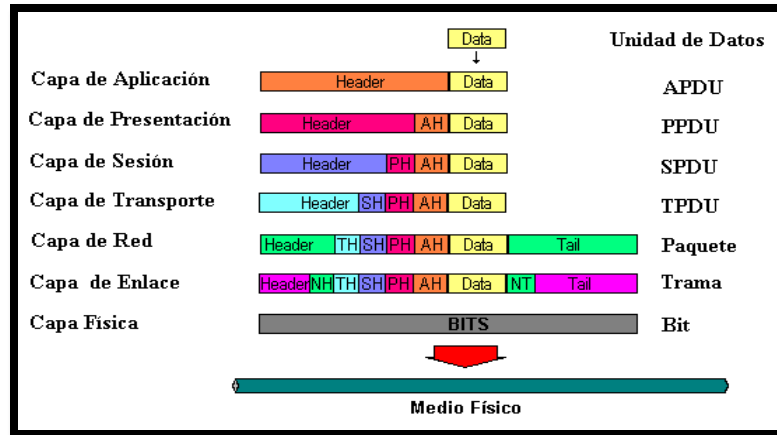 Data Unidad de Datos
Capa de Aplicación Header Data APDU
Capa de Presentación Header AH Data PPDU
Capa de Sesión Header PH AH Data SPDU
Capa de Transporte Header SH PH AH Data TPDU
Capa de Red Header TH SH PH AH Data Tail Paquete
Capa de Enlace Header NH TH SH PH AH Data NT Tail Trama
Capa Física BITS Bit
Medio Físico